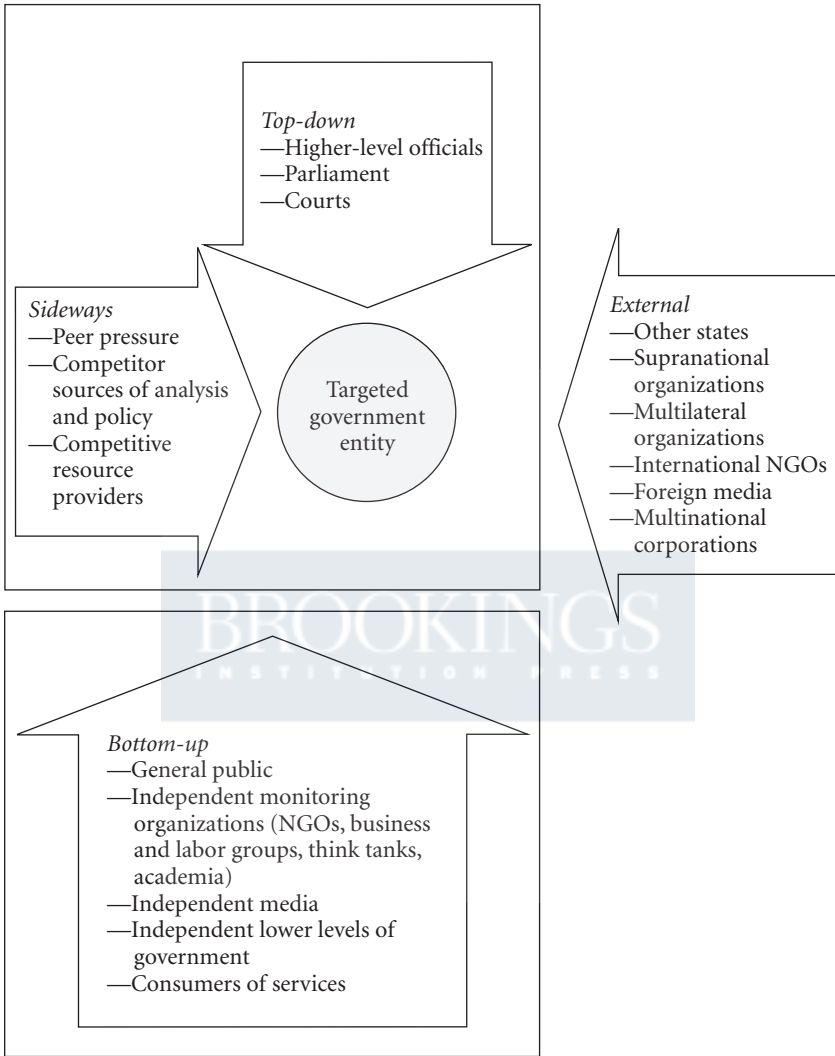 Top-down
—Higher-level officials
—Parliament
—Courts
Sideways
—Peer pressure
—Competitor
sources of analysis
and policy
—Competitive
resource
providers
Targeted
government
entity
External
—Other states
—Supranational
organizations
—Multilateral
organizations
—International NGOs
—Foreign media
—Multinational
corporations
BROOKINGS
INSTITUTION PRESS
Bottom-up
—General public
—Independent monitoring
organizations (NGOs, business
and labor groups, think tanks,
academia)
—Independent media
—Independent lower levels of
government
—Consumers of services